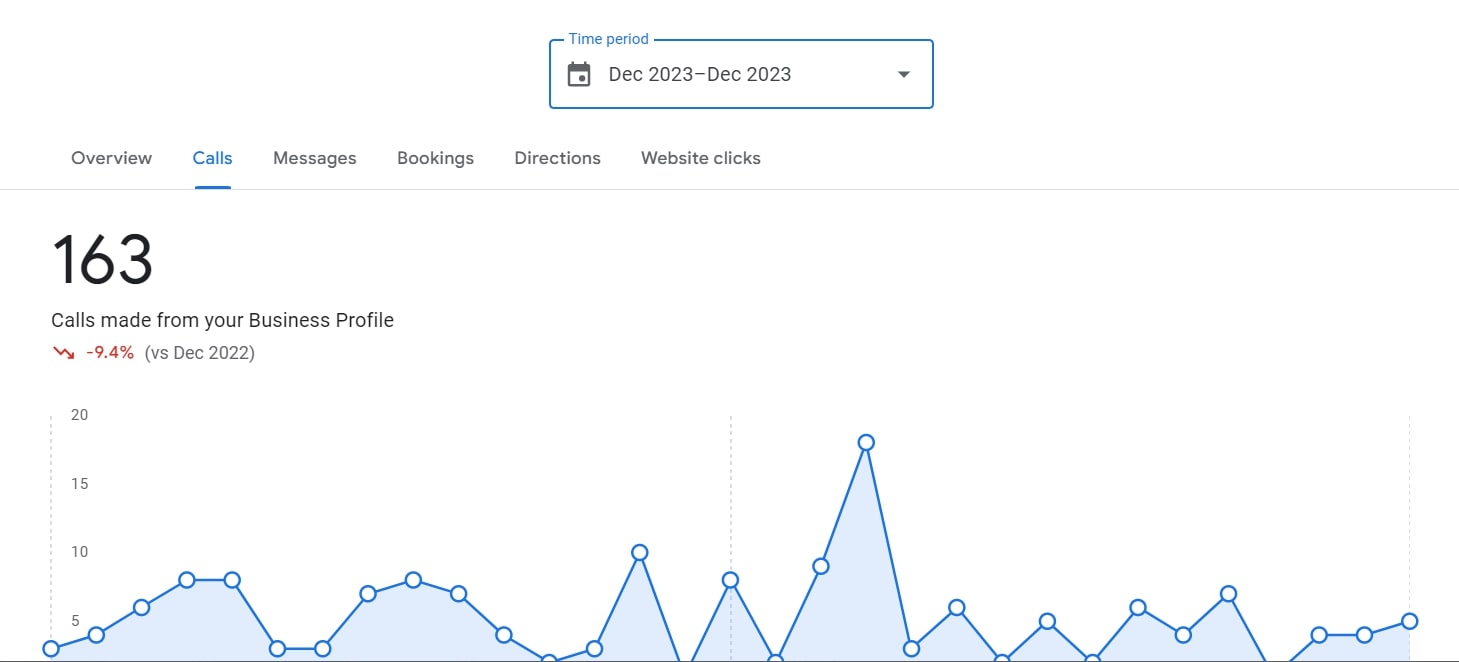 Time period
Dec 2023–Dec 2023
Overview Calls Messages Bookings Directions Website clicks
163
Calls made from your Business Profile
-9.4% (vs Dec 2022)
20
15
10
5